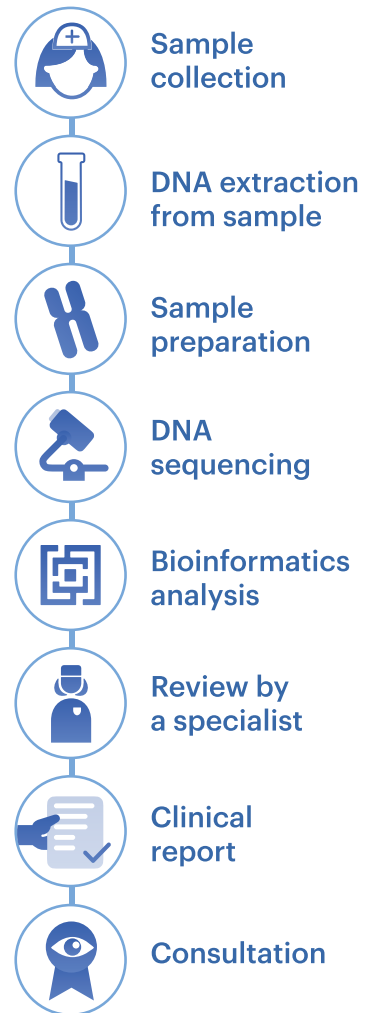 Sample
collection
DNA extraction
from sample
Sample
preparation
DNA
sequencing
Bioinformatics
analysis
Review by
a specialist
Clinical
report
Consultation